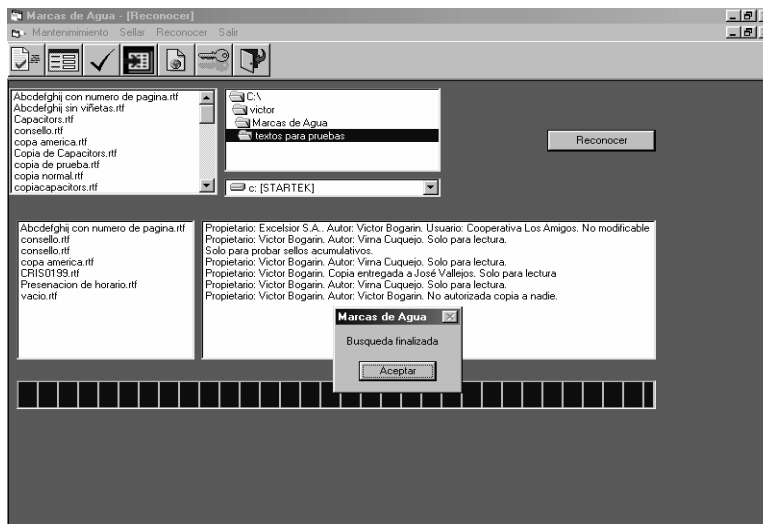 Marcas de Agua - [Reconocer]
Mantenimimiento Sellar Reconocer Salir
Abcdefghij con numero de pagina.rtf
Abcdefghij sin viñetas.rtf
Capacitors.rtf
consello.rtf
copa america.rtf
Copia de Capacitors.rtf
copia de prueba.rtf
copia normal.rtf
copiacapacitors.rtf
C:\
victor
Marcas de Agua
textos para pruebas
c: [STARTEK]
Reconocer
Abcdefghij con numero de pagina.rtf
consello.rtf
consello.rtf
copa america.rtf
CRIS0199.rtf
Presenacion de horario.rtf
vacio.rtf
Propietario: Excelsior S.A.. Autor: Victor Bogarin. Usuario: Cooperativa Los Amigos. No modificable
Propietario: Victor Bogarin. Autor: Virna Cuquejo. Solo para lectura.
Solo para probar sellos acumulativos.
Propietario: Victor Bogarin. Autor: Virna Cuquejo. Solo para lectura.
Propietario: Victor Bogarin. Copia entregada a José Vallejos. Solo para lectura
Propietario: Victor Bogarin. Autor: Virna Cuquejo. Solo para lectura.
Propietario: Victor Bogarin. Autor: Victor Bogarin. No autorizada copia a nadie.
Marcas de Agua
Busqueda finalizada
Aceptar